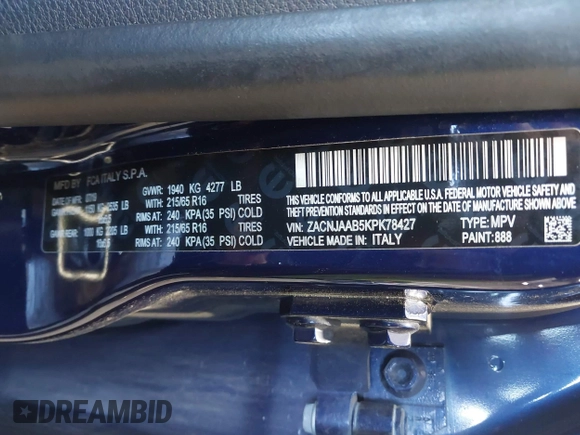 MFD BY: FCA ITALY S.P.A.
GVWR: 1940 KG 4277 LB
DATE OF MFR:
WITH 215/65 R16 TIRES
RIMS AT: 240 KPA(35 PSI) COLD
WITH 215/65 R16 TIRES
RIMS AT: 240 KPA(35 PSI) COLD
THIS VEHICLE CONFORMS TO ALL APPLICABLE U.S.A. FEDERAL MOTOR VEHICLE SAFETY AND
THEFT PREVENTION STANDARDS IN EFFECT ON THE DATE OF MANUFACTURE SHOWN ABOVE.
VIN: ZACNJAAB5KPK78427 TYPE: MPV
VEHICLE MADE IN: ITALY PAINT: 888
DREAMBID